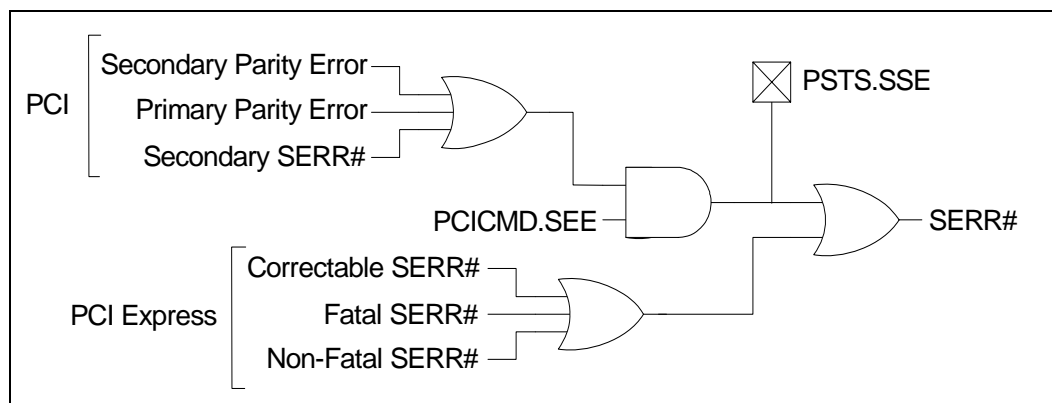 PCI
Secondary Parity Error
Primary Parity Error
Secondary SERR#
PSTS.SSE
PCICMD.SEE
SERR#
PCI Express
Correctable SERR#
Fatal SERR#
Non-Fatal SERR#